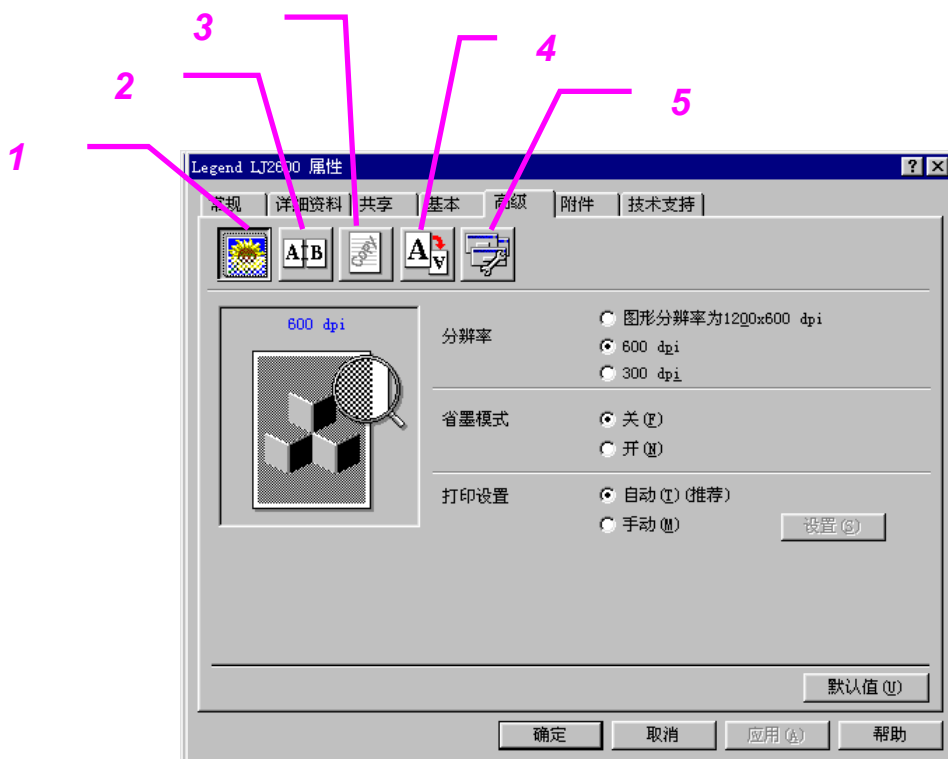 3
4
2
5
1
Legend LJ2600 属性
常规 详细资料 共享 基本 高级 附件 技术支持
A B COPY A A
600 dpi
分辨率
图形分辨率为1200x600 dpi
600 dpi
300 dpi
省墨模式
关(F)
开(N)
打印设置
自动(T)(推荐)
手动(M) 设置(S)
默认值(U)
确定 取消 应用(A) 帮助